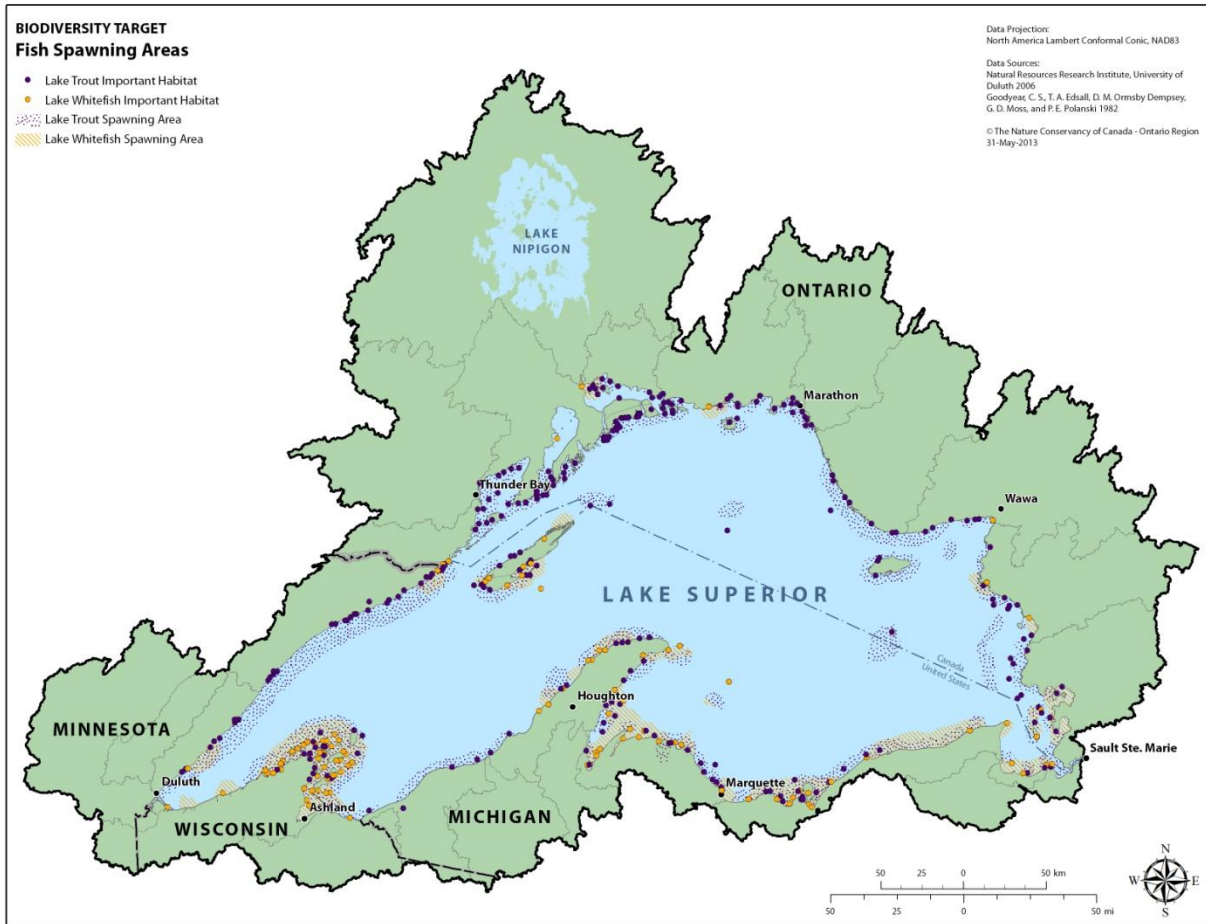 BIODIVERSITY TARGET
Fish Spawning Areas
Lake Trout Important Habitat
Lake Whitefish Important Habitat
Lake Trout Spawning Area
Lake Whitefish Spawning Area
Data Projection:
North America Lambert Conformal Conic, NAD83
Data Sources:
Natural Resources Research Institute, University of
Duluth 2006
Goodyear, C. S., T. A. Edsall, D. M. Ormsby Dempsey,
G. D. Moss, and P. E. Polanski 1982
© The Nature Conservancy of Canada - Ontario Region
31-May-2013
LAKE
NIPIGON
ONTARIO
Marathon
Thunder Bay
Wawa
LAKE SUPERIOR
Canada
United States
Houghton
MINNESOTA
Duluth
Sault Ste. Marie
Marquette
Ashland
WISCONSIN
MICHIGAN
50 25 0 50 km
50 25 0 50 mi
N
W E
S